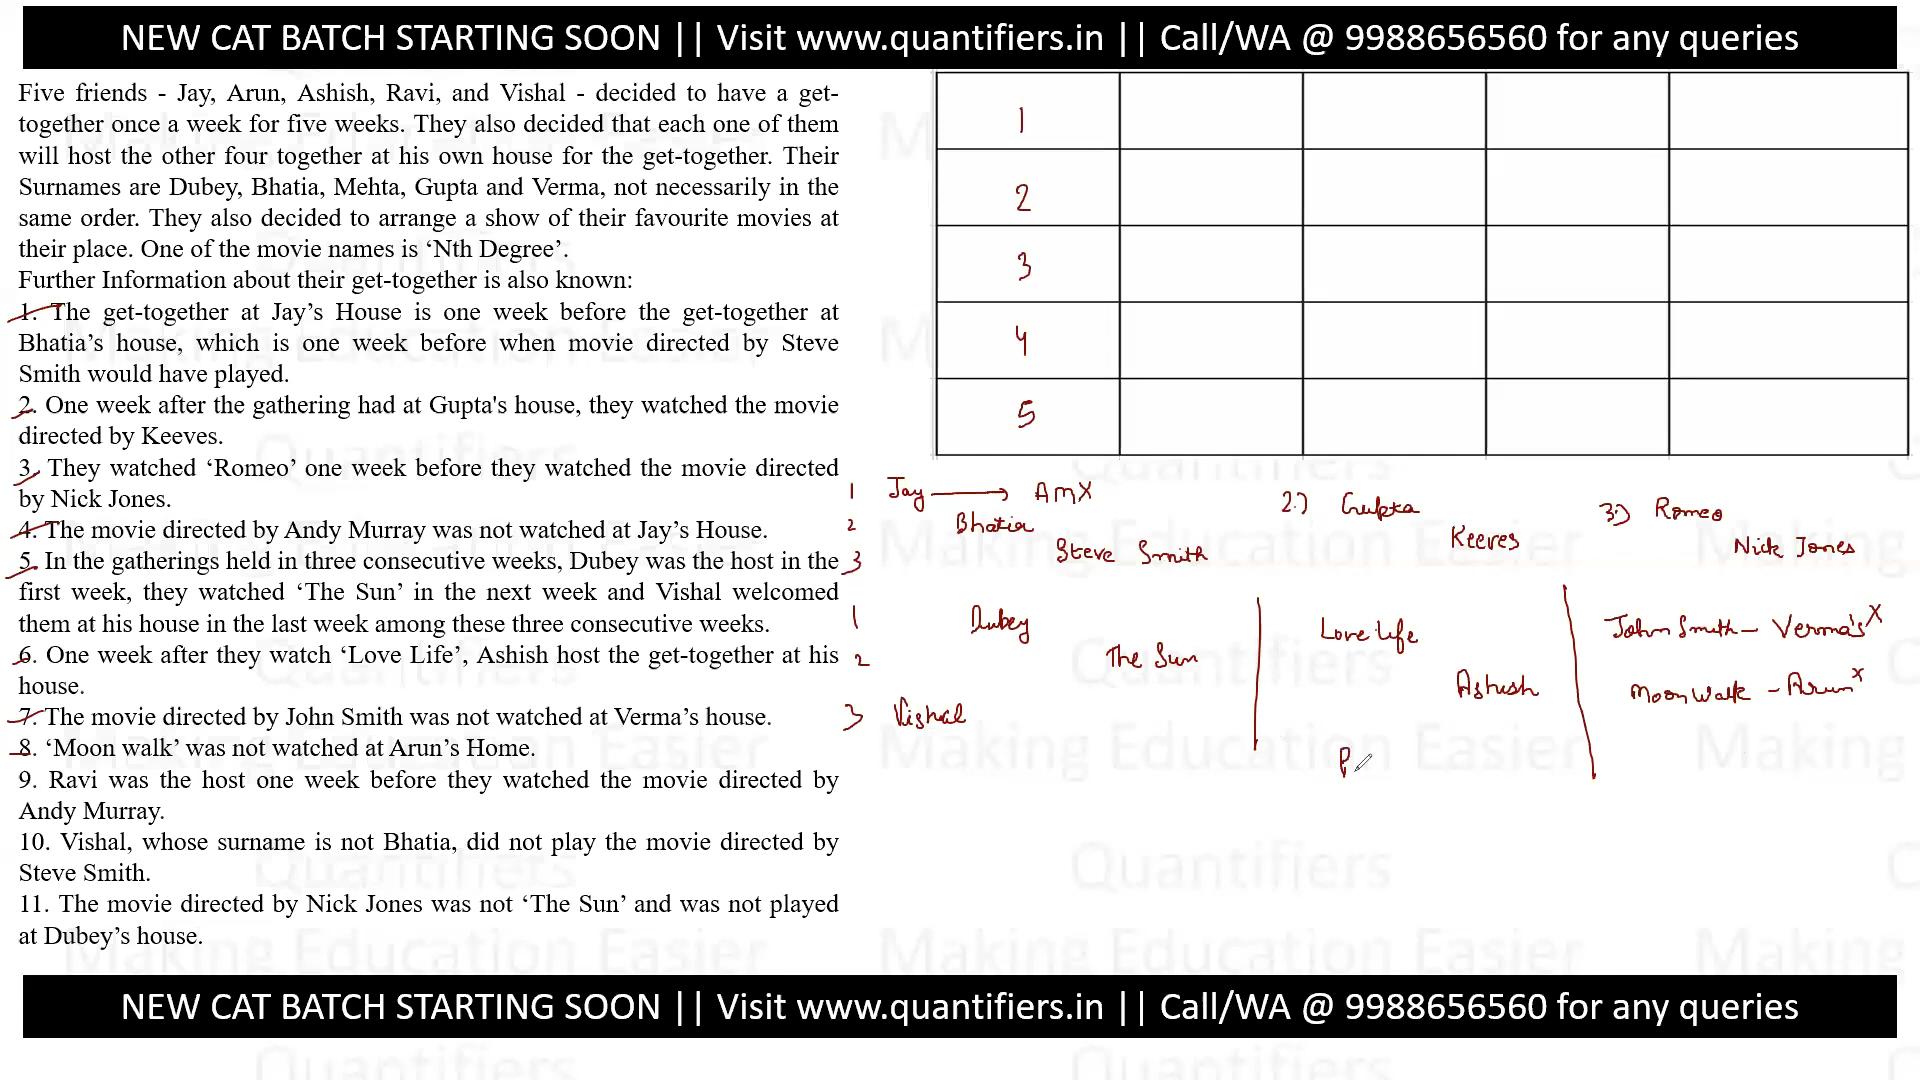 NEW CAT BATCH STARTING SOON || Visit www.quantifiers.in || Call/WA @ 9988656560 for any queries
Five friends - Jay, Arun, Ashish, Ravi, and Vishal - decided to have a get-
together once a week for five weeks. They also decided that each one of them
will host the other four together at his own house for the get-together. Their
Surnames are Dubey, Bhatia, Mehta, Gupta and Verma, not necessarily in the
same order. They also decided to arrange a show of their favourite movies at
their place. One of the movie names is ‘Nth Degree’.
Further Information about their get-together is also known:
1. The get-together at Jay’s House is one week before the get-together at
Bhatia’s house, which is one week before when movie directed by Steve
Smith would have played.
2. One week after the gathering had at Gupta's house, they watched the movie
directed by Keeves.
3. They watched ‘Romeo’ one week before they watched the movie directed
by Nick Jones.
4. The movie directed by Andy Murray was not watched at Jay’s House.
5. In the gatherings held in three consecutive weeks, Dubey was the host in the
first week, they watched ‘The Sun’ in the next week and Vishal welcomed
them at his house in the last week among these three consecutive weeks.
6. One week after they watch ‘Love Life’, Ashish host the get-together at his
house.
7. The movie directed by John Smith was not watched at Verma’s house.
8. ‘Moon walk’ was not watched at Arun’s Home.
9. Ravi was the host one week before they watched the movie directed by
Andy Murray.
10. Vishal, whose surname is not Bhatia, did not play the movie directed by
Steve Smith.
11. The movie directed by Nick Jones was not ‘The Sun’ and was not played
at Dubey’s house.
1
2
3
4
5
1 Jay AMX
2 Bhatia
3 Steve Smith
2.) Gupta
Keeves
3.) Romeo
Nick Jones
1 Dubey
2 The Sun
3 Vishal
Love life
Ashish
John Smith - Verma's x
Moon Walk - Arun x
Making Education Easier
Quantifiers
NEW CAT BATCH STARTING SOON || Visit www.quantifiers.in || Call/WA @ 9988656560 for any queries